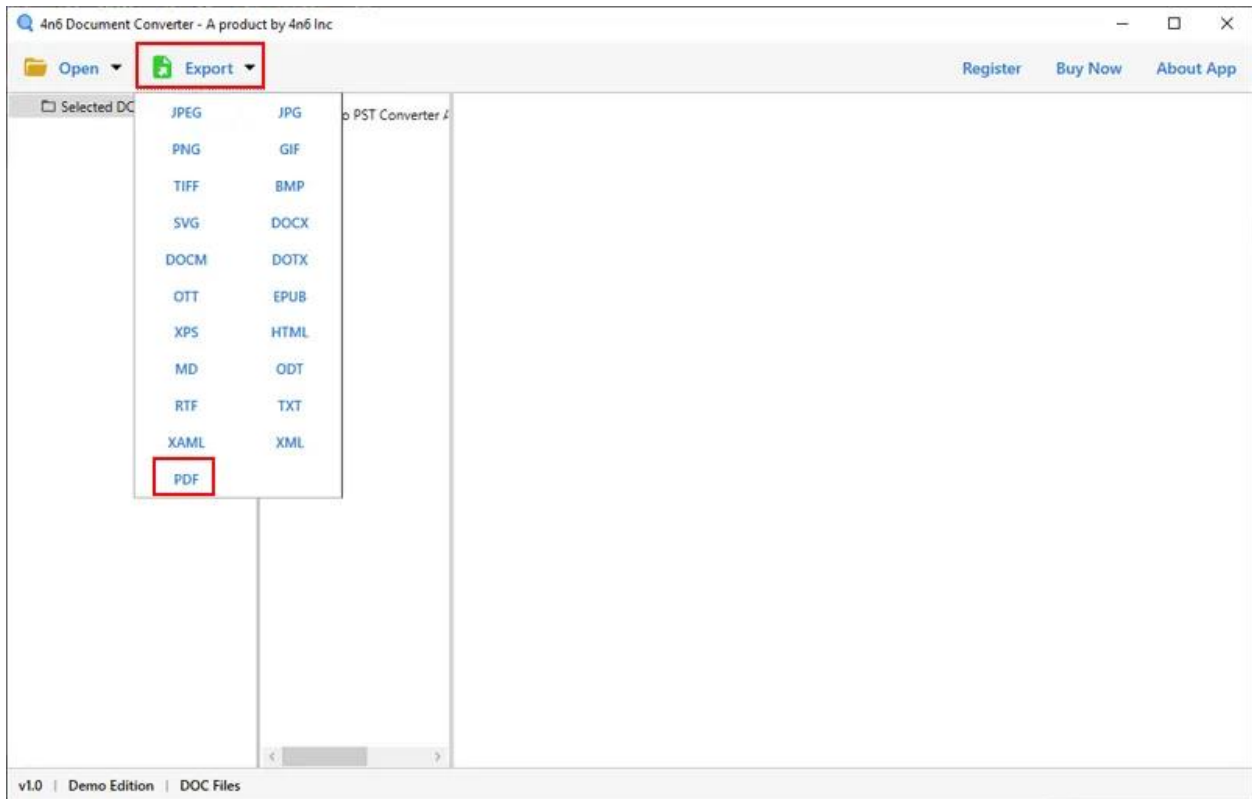 4n6 Document Converter - A product by 4n6 Inc
Open Export Register Buy Now About App
Selected DC
o PST Converter
JPEG JPG
PNG GIF
TIFF BMP
SVG DOCX
DOCM DOTX
OTT EPUB
XPS HTML
MD ODT
RTF TXT
XAML XML
PDF
v1.0 | Demo Edition | DOC Files